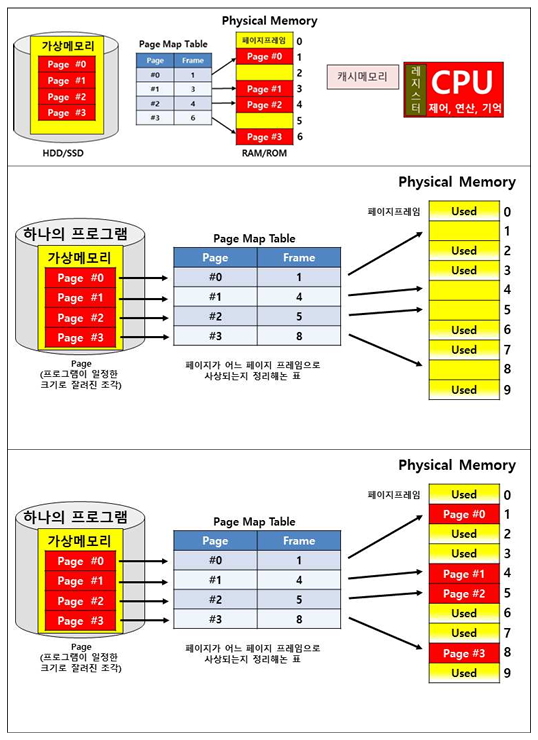 Physical Memory
가상메모리
Page #0
Page #1
Page #2
Page #3
HDD/SSD
Page Map Table
Page Frame
#0 1
#1 3
#2 4
#3 6
페이지프레임 0
Page #0 1
2
Page #1 3
Page #2 4
5
Page #3 6
RAM/ROM
캐시메모리
레지스터
CPU
제어, 연산, 기억
Physical Memory
하나의 프로그램
가상메모리
Page #0
Page #1
Page #2
Page #3
Page
(프로그램이 일정한
크기로 잘려진 조각)
Page Map Table
Page Frame
#0 1
#1 4
#2 5
#3 8
페이지가 어느 페이지 프레임으로
사상되는지 정리해논 표
페이지프레임
Used 0
1
Used 2
Used 3
4
5
Used 6
Used 7
8
Used 9
Physical Memory
하나의 프로그램
가상메모리
Page #0
Page #1
Page #2
Page #3
Page
(프로그램이 일정한
크기로 잘려진 조각)
Page Map Table
Page Frame
#0 1
#1 4
#2 5
#3 8
페이지가 어느 페이지 프레임으로
사상되는지 정리해논 표
페이지프레임
Used 0
Page #0 1
Used 2
Used 3
Page #1 4
Page #2 5
Used 6
Used 7
Page #3 8
Used 9